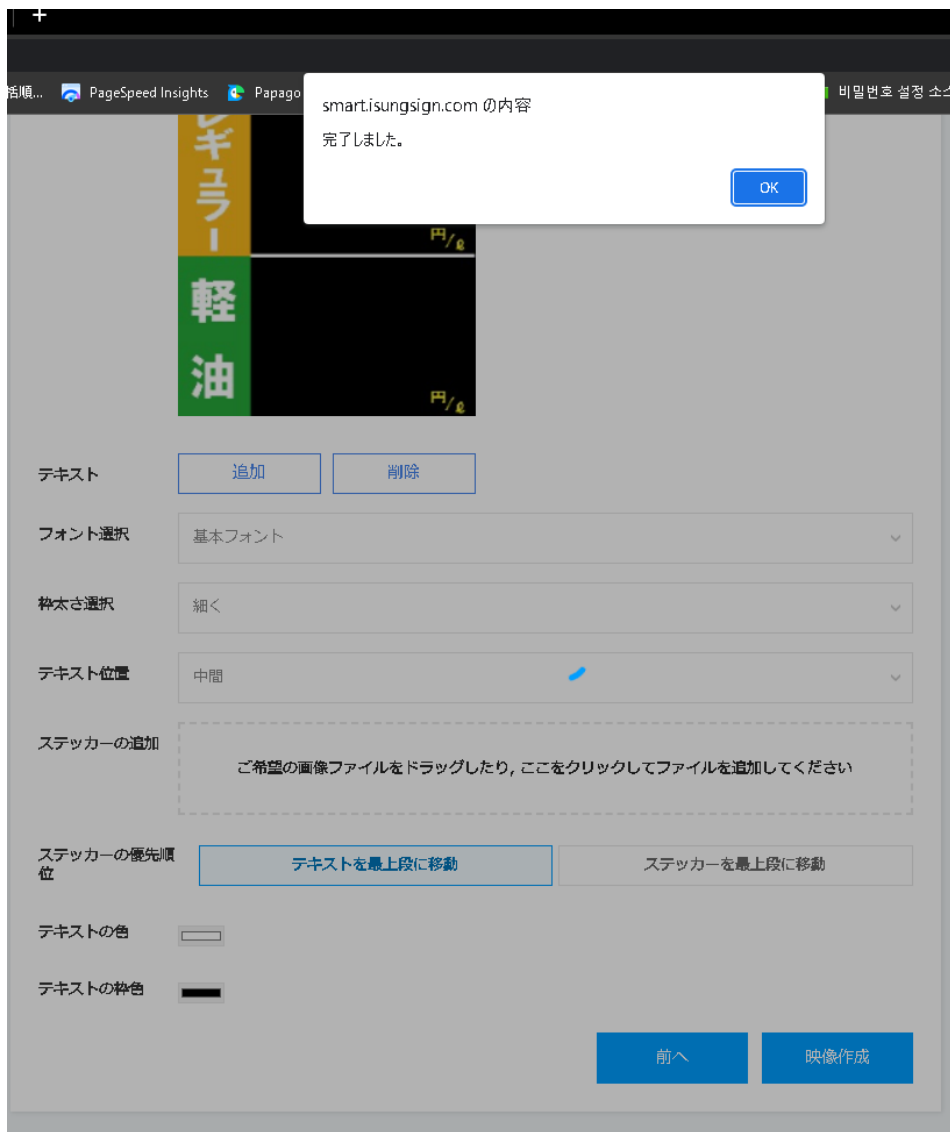 +
括順... PageSpeed Insights Papago 비밀번호 설정 소스
smart.isungsign.com の内容
完了しました。
OK
レギュラー
円/ℓ
軽油
円/ℓ
テキスト 追加 削除
フォント選択 基本フォント
枠太さ選択 細く
テキスト位置 中間
ステッカーの追加 ご希望の画像ファイルをドラッグしたり, ここをクリックしてファイルを追加してください
ステッカーの優先順
位 テキストを最上段に移動 ステッカーを最上段に移動
テキストの色
テキストの枠色
前へ 映像作成